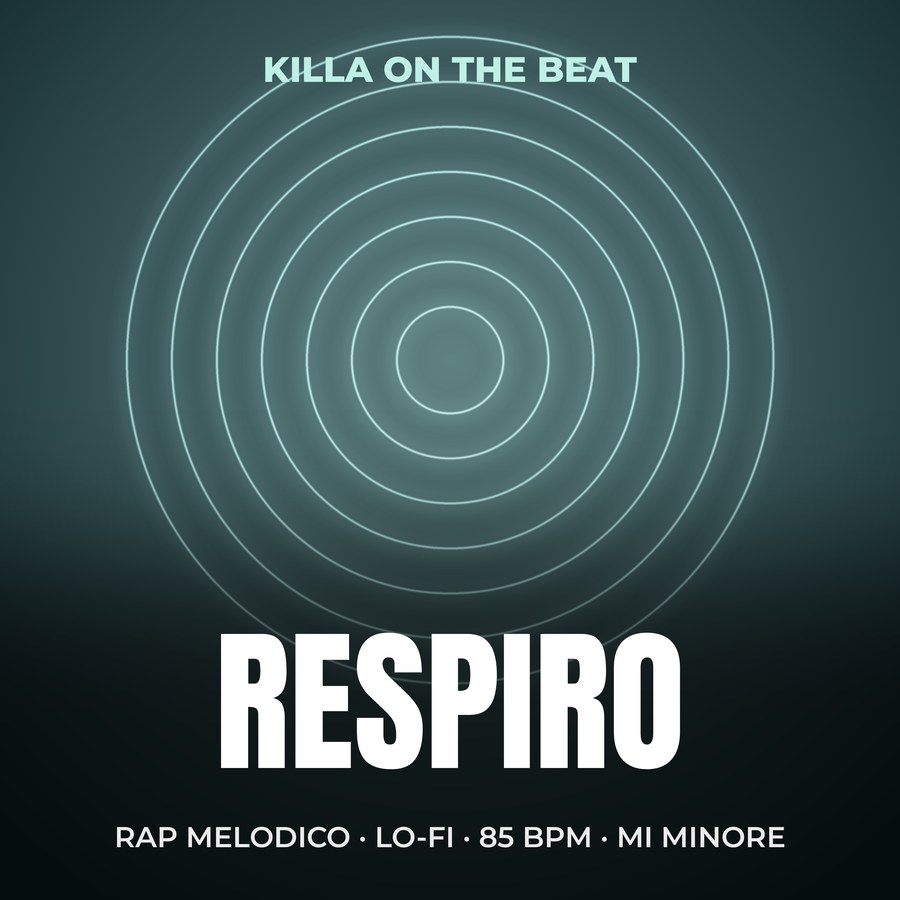 KILLA ON THE BEAT
RESPIRO
RAP MELODICO · LO-FI · 85 BPM · MI MINORE